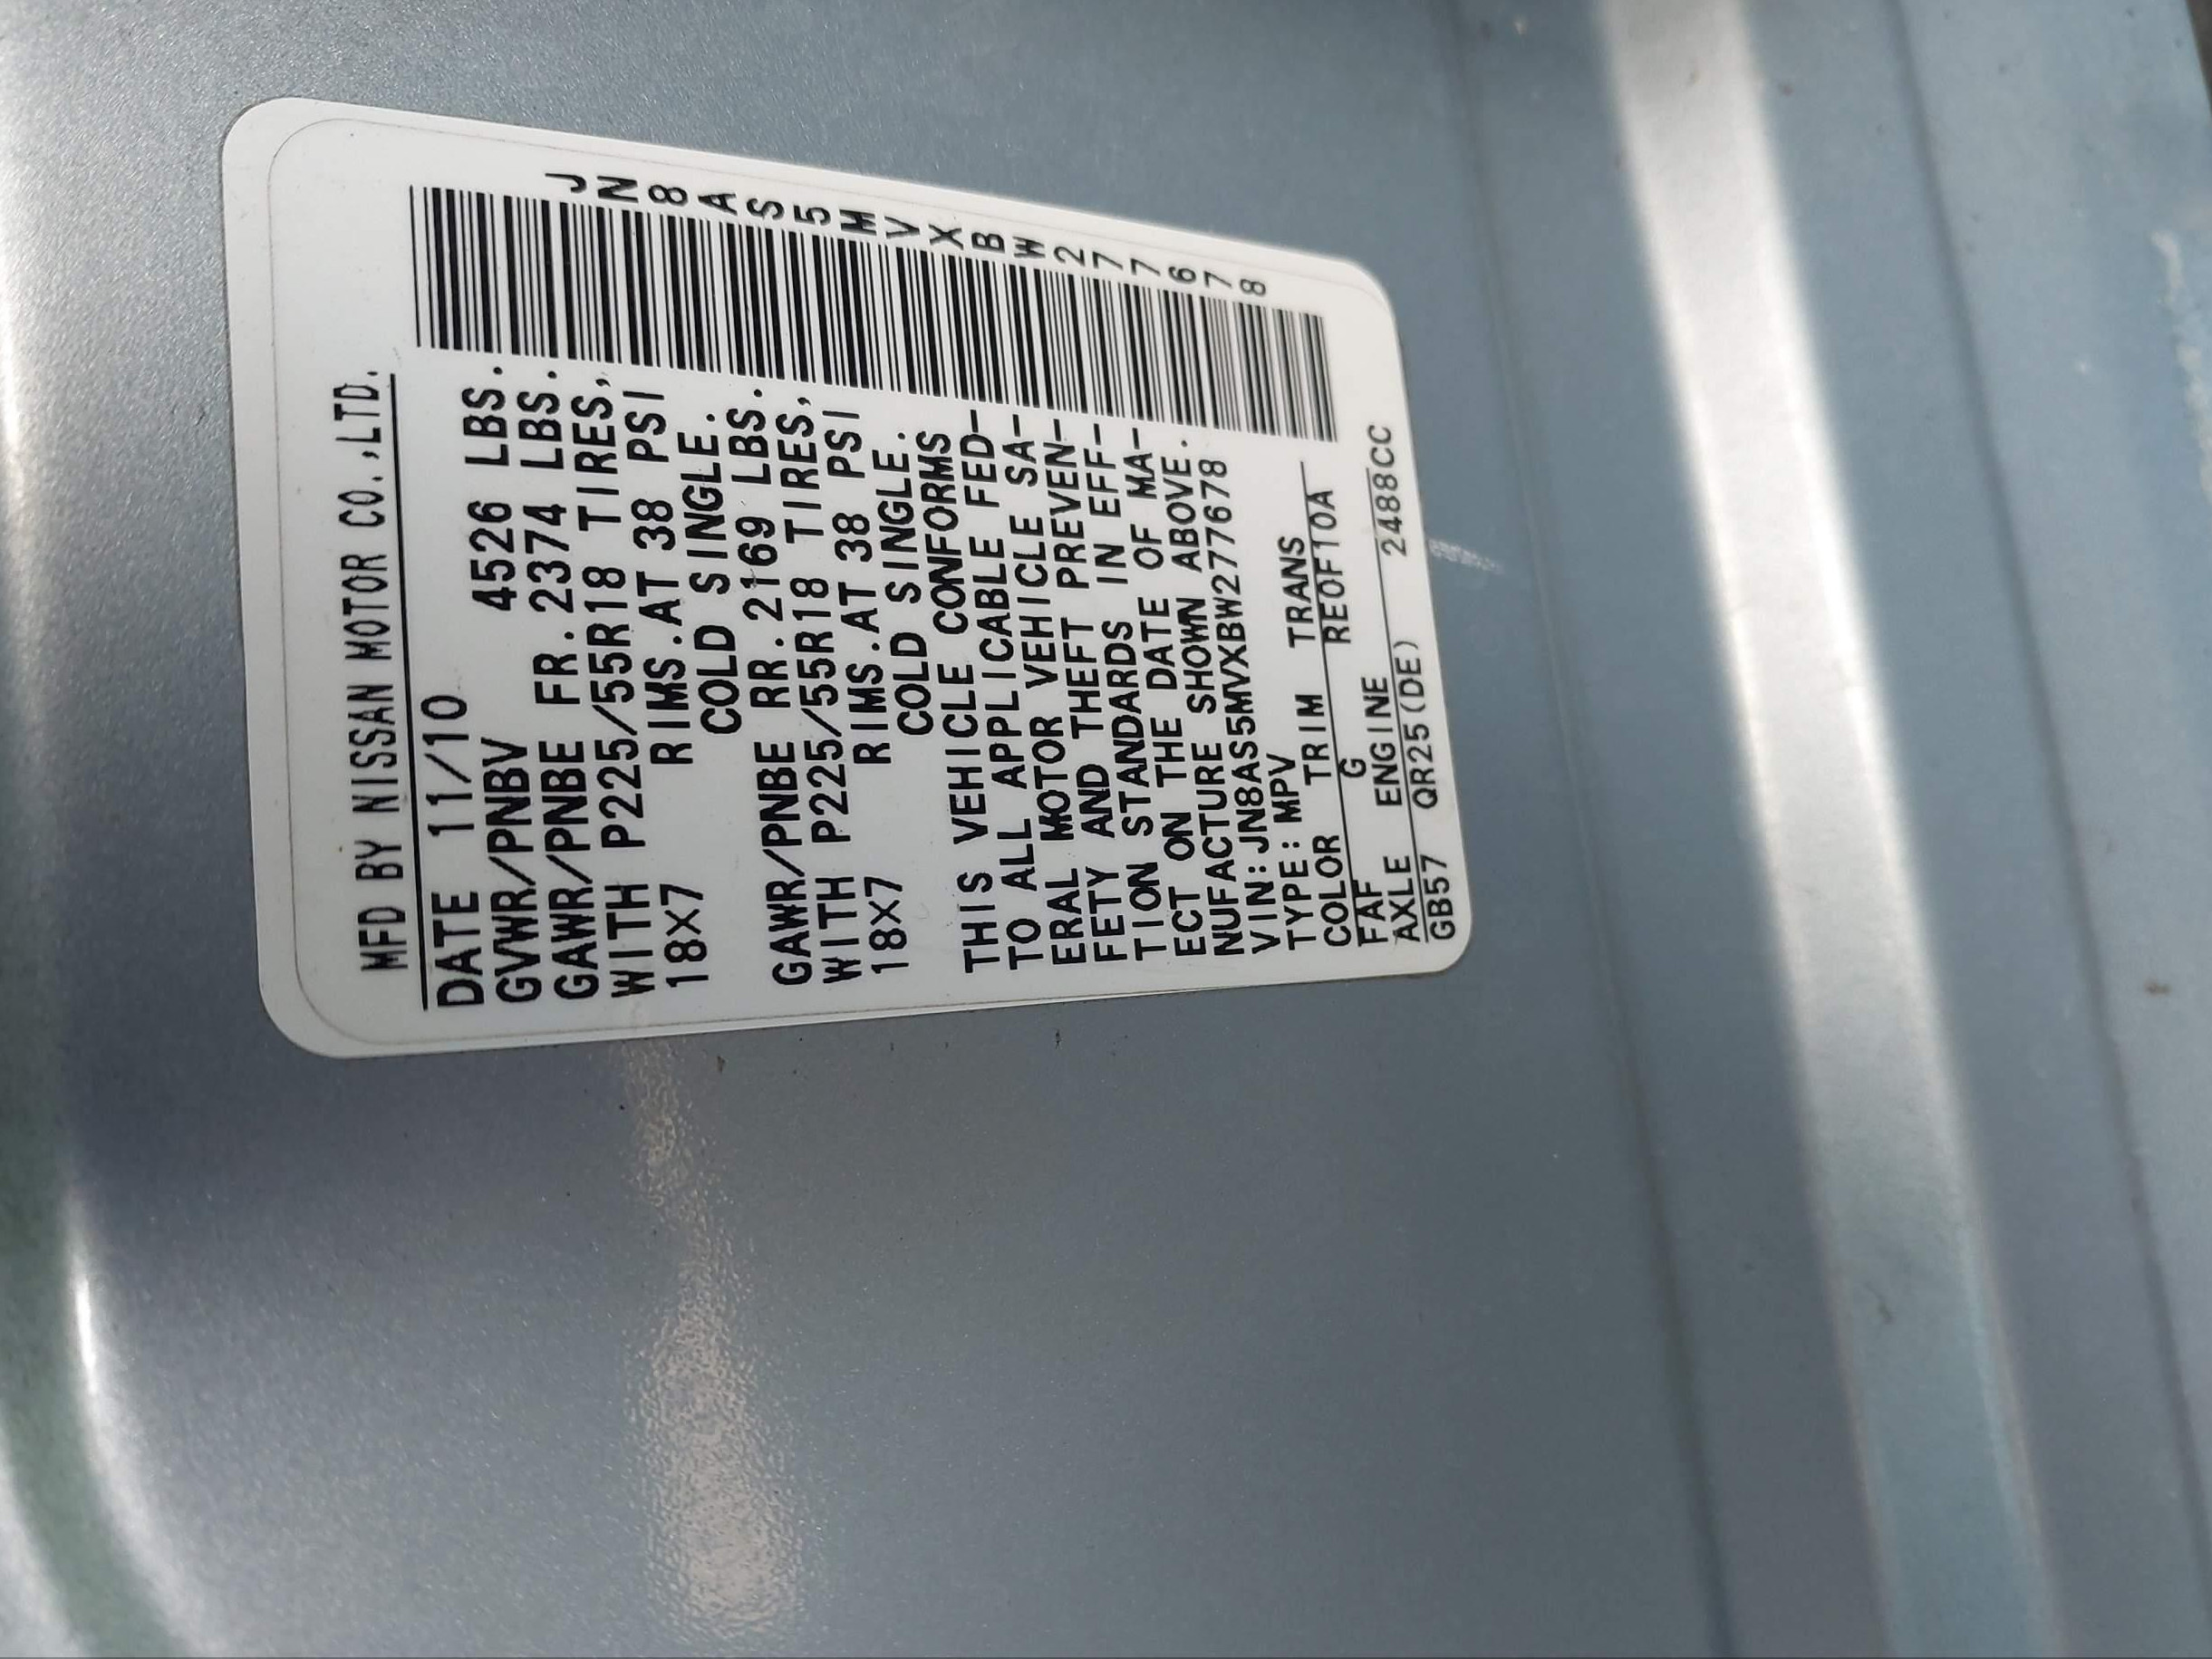 MFD BY NISSAN MOTOR CO.,LTD.
DATE 11/10
GVWR/PNBV 4526 LBS.
GAWR/PNBE FR.2374 LBS.
WITH P225/55R18 TIRES,
18X7 RIMS.AT 38 PSI
COLD SINGLE.
GAWR/PNBE RR.2169 LBS.
WITH P225/55R18 TIRES,
18X7 RIMS.AT 38 PSI
COLD SINGLE.
THIS VEHICLE CONFORMS
TO ALL APPLICABLE FED-
ERAL MOTOR VEHICLE SA-
FETY AND THEFT PREVEN-
TION STANDARDS IN EFF-
ECT ON THE DATE OF MA-
NUFACTURE SHOWN ABOVE.
VIN:JN8AS5MVXBW277678
TYPE:MPV
COLOR TRIM TRANS
FAF G RE0F10A
AXLE ENGINE
GB57 QR25(DE) 2488CC
JN8AS5MVXBW277678